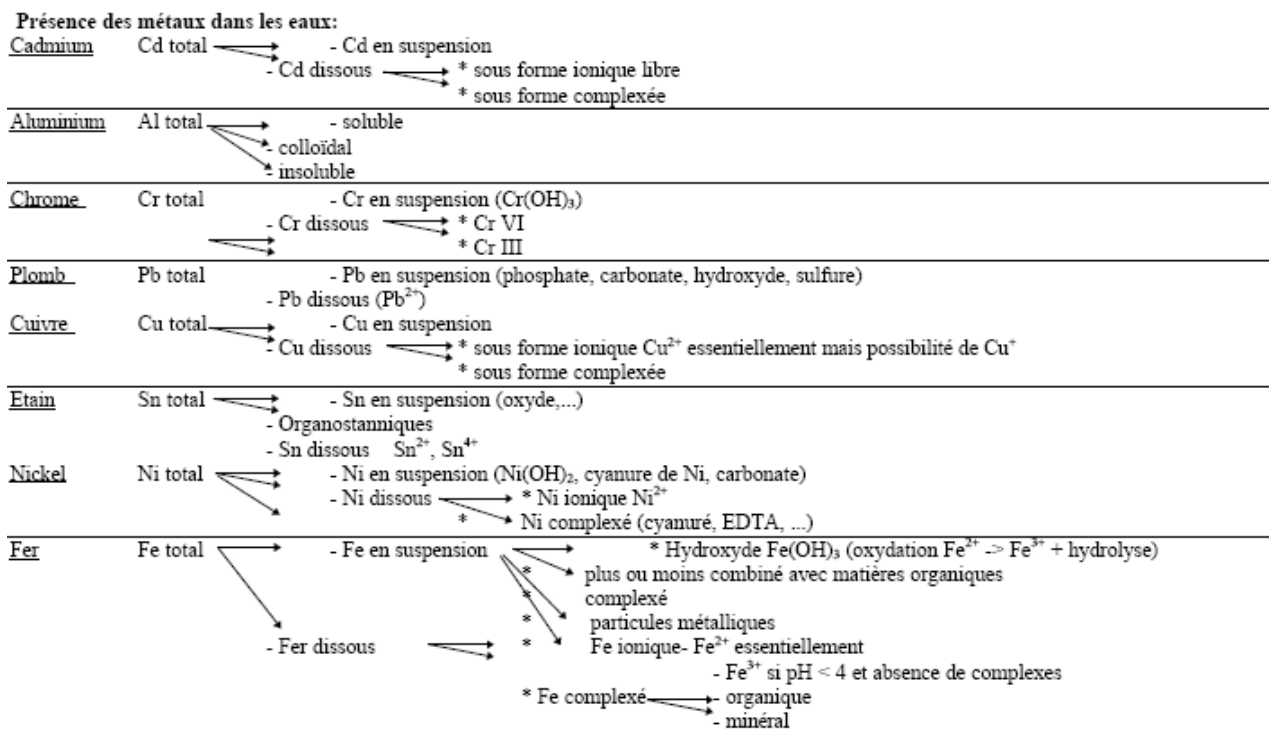 Présence des métaux dans les eaux:
Cadmium Cd total - Cd en suspension
- Cd dissous * sous forme ionique libre
* sous forme complexée
Aluminium Al total - soluble
- colloïdal
- insoluble
Chrome Cr total - Cr en suspension (Cr(OH)₃)
- Cr dissous * Cr VI
* Cr III
Plomb Pb total - Pb en suspension (phosphate, carbonate, hydroxyde, sulfure)
- Pb dissous (Pb²⁺)
Cuivre Cu total - Cu en suspension
- Cu dissous * sous forme ionique Cu²⁺ essentiellement mais possibilité de Cu⁺
* sous forme complexée
Etain Sn total - Sn en suspension (oxyde,...)
- Organostanniques
- Sn dissous Sn²⁺, Sn⁴⁺
Nickel Ni total - Ni en suspension (Ni(OH)₂, cyanure de Ni, carbonate)
- Ni dissous * Ni ionique Ni²⁺
* Ni complexé (cyanuré, EDTA, ...)
Fer Fe total - Fe en suspension * Hydroxyde Fe(OH)₃ (oxydation Fe²⁺ -> Fe³⁺ + hydrolyse)
* plus ou moins combiné avec matières organiques
* complexé
* particules métalliques
- Fer dissous * Fe ionique- Fe²⁺ essentiellement
- Fe³⁺ si pH < 4 et absence de complexes
* Fe complexé - organique
- minéral